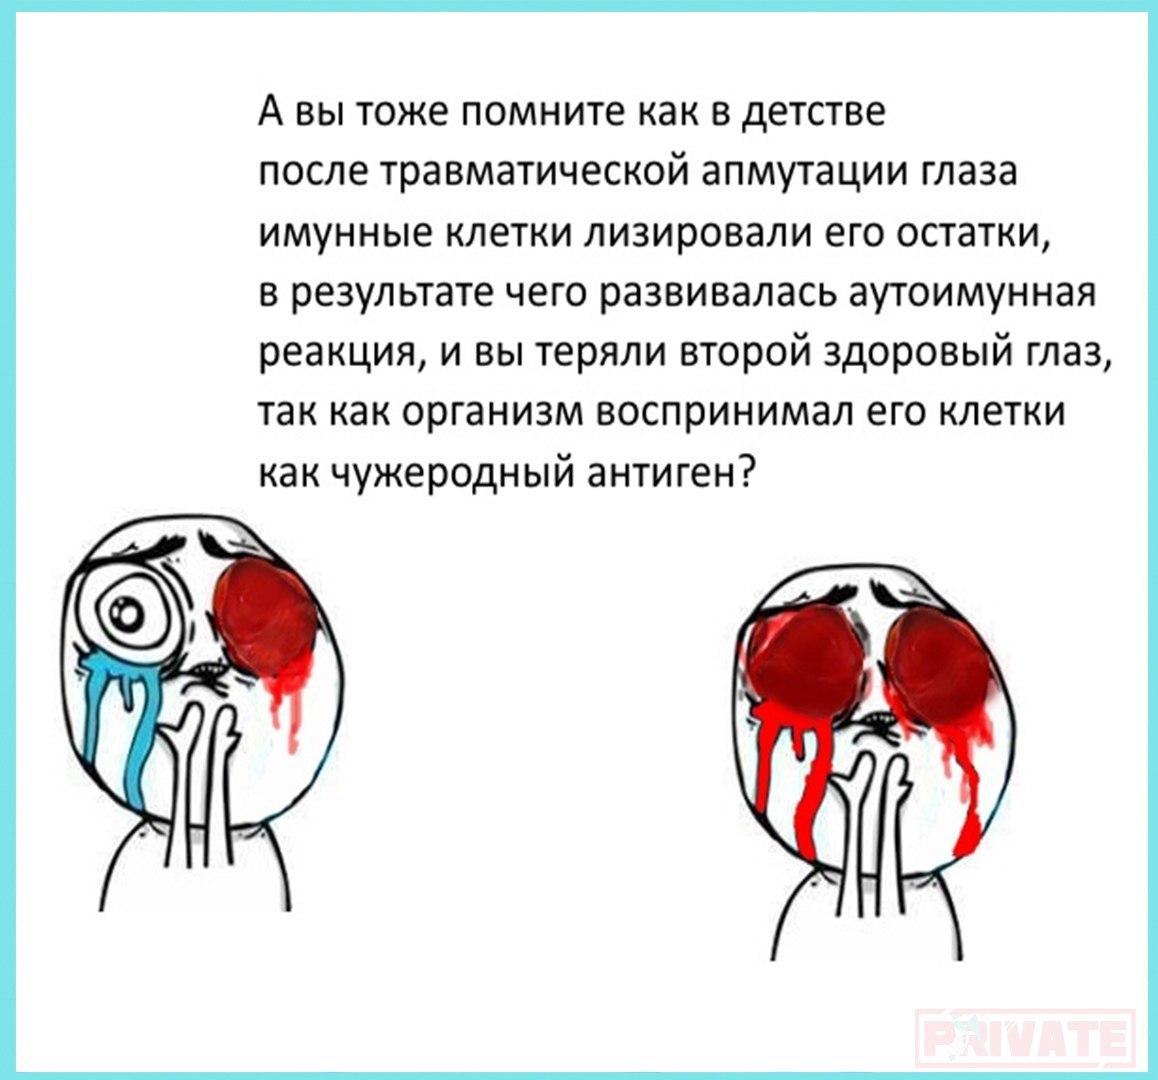 А вы тоже помните как в детстве
после травматической апмутации глаза
имунные клетки лизировали его остатки,
в результате чего развивалась аутоимунная
реакция, и вы теряли второй здоровый глаз,
так как организм воспринимал его клетки
как чужеродный антиген?
PRIVATE